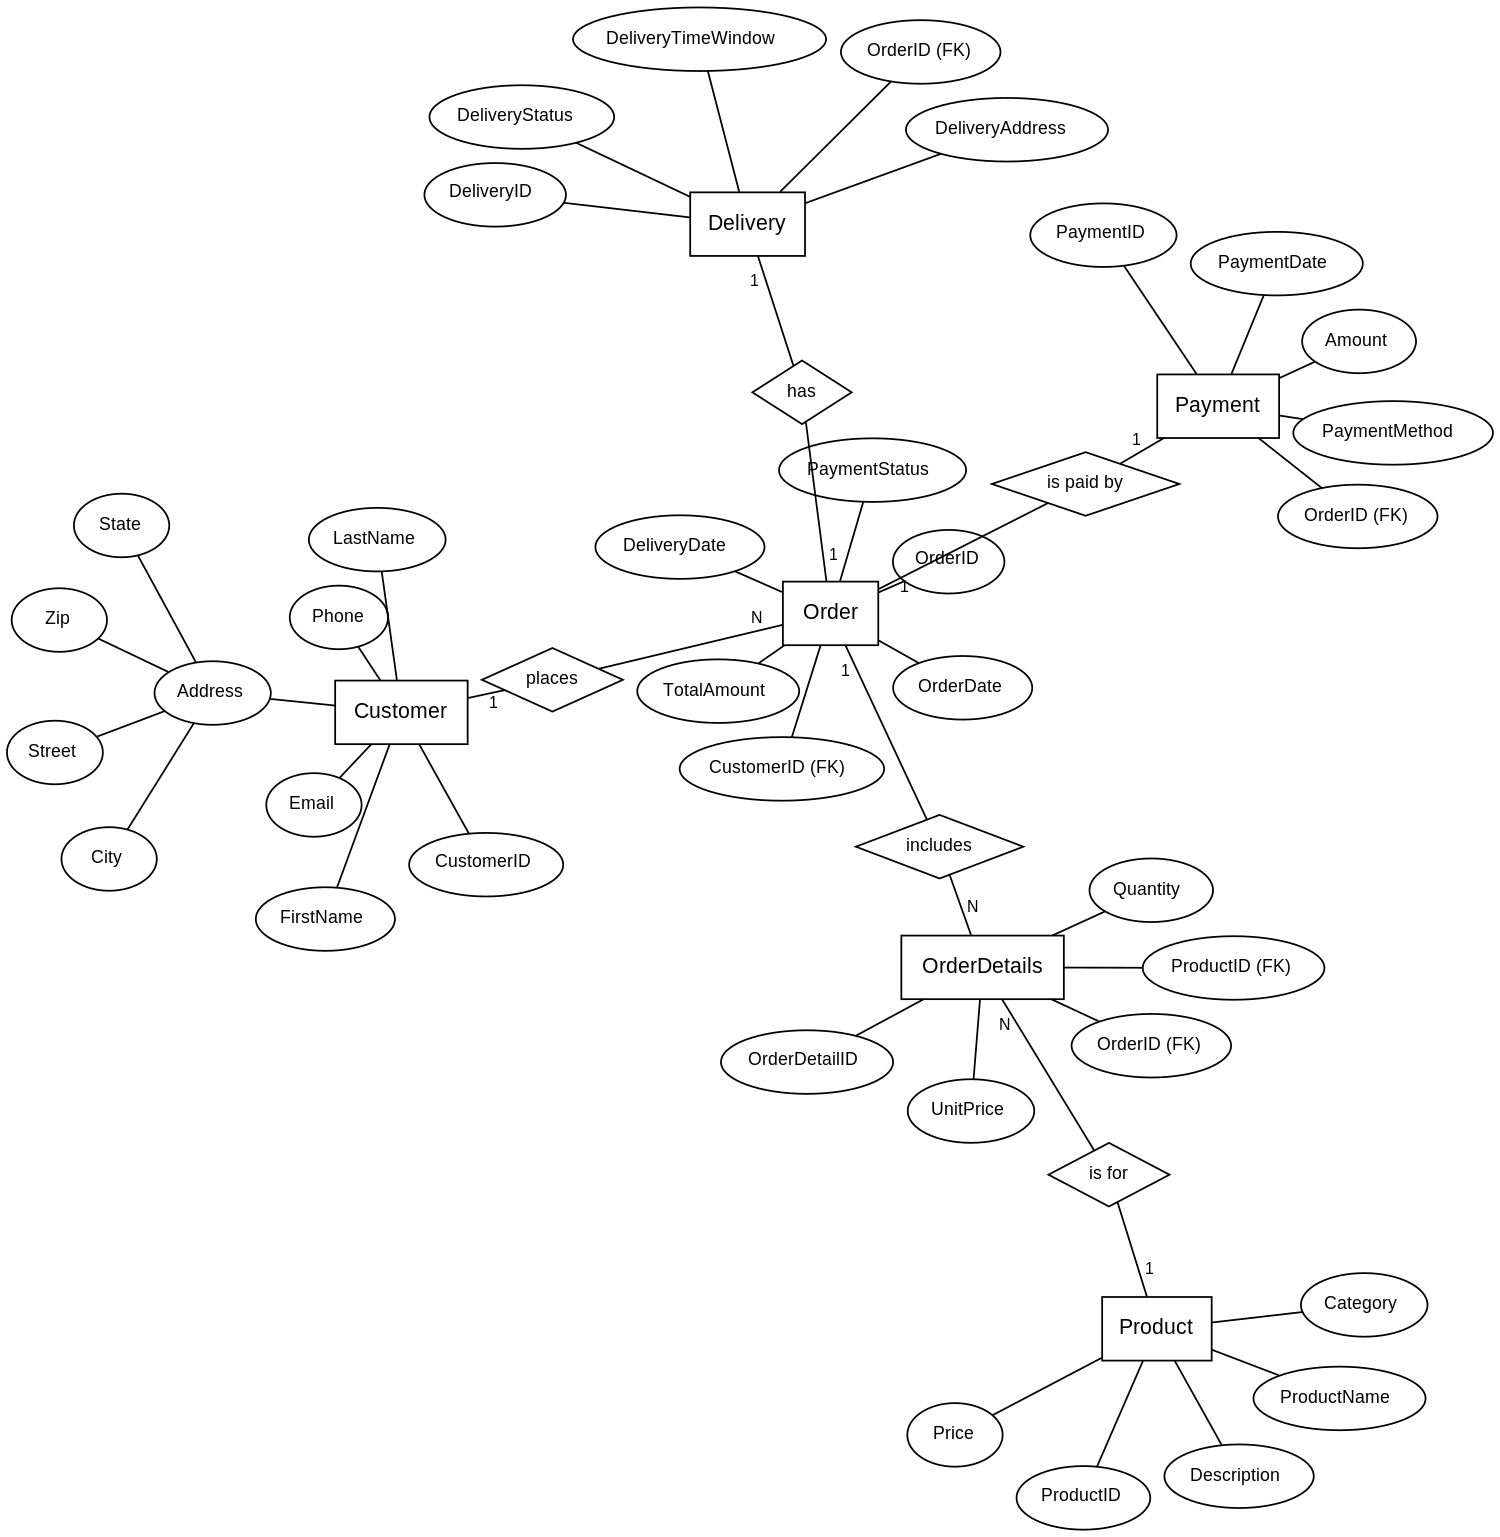 DeliveryTimeWindow
OrderID (FK)
DeliveryStatus
DeliveryAddress
DeliveryID
Delivery
PaymentID
PaymentDate
1
Amount
has
Payment
PaymentMethod
1
PaymentStatus
is paid by
OrderID (FK)
State
LastName
DeliveryDate
1
OrderID
1
Zip
Phone
N
Order
Address
places
TotalAmount
1
OrderDate
Customer
1
Street
CustomerID (FK)
Email
includes
City
CustomerID
Quantity
N
FirstName
OrderDetails
ProductID (FK)
N
OrderID (FK)
OrderDetailID
UnitPrice
is for
1
Category
Product
ProductName
Price
Description
ProductID